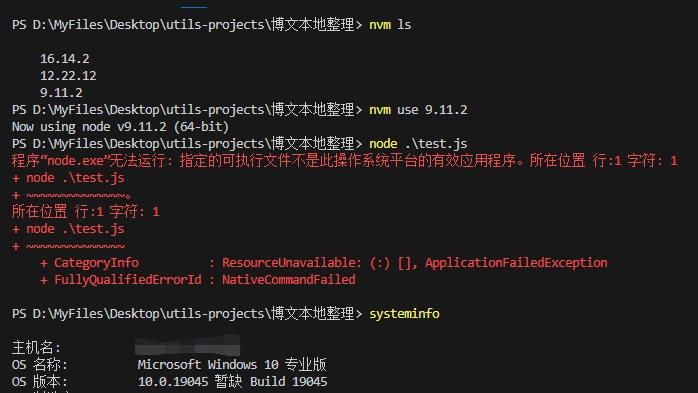 PS D:\MyFiles\Desktop\utils-projects\博文本地整理> nvm ls
16.14.2
12.22.12
9.11.2
PS D:\MyFiles\Desktop\utils-projects\博文本地整理> nvm use 9.11.2
Now using node v9.11.2 (64-bit)
PS D:\MyFiles\Desktop\utils-projects\博文本地整理> node .\test.js
程序“node.exe”无法运行: 指定的可执行文件不是此操作系统平台的有效应用程序。所在位置 行:1 字符: 1
+ node .\test.js
+ ~~~~~~~~~~~~~~。
所在位置 行:1 字符: 1
+ node .\test.js
+ ~~~~~~~~~~~~~~
+ CategoryInfo : ResourceUnavailable: (:) [], ApplicationFailedException
+ FullyQualifiedErrorId : NativeCommandFailed
PS D:\MyFiles\Desktop\utils-projects\博文本地整理> systeminfo
主机名:
OS 名称: Microsoft Windows 10 专业版
OS 版本: 10.0.19045 暂缺 Build 19045